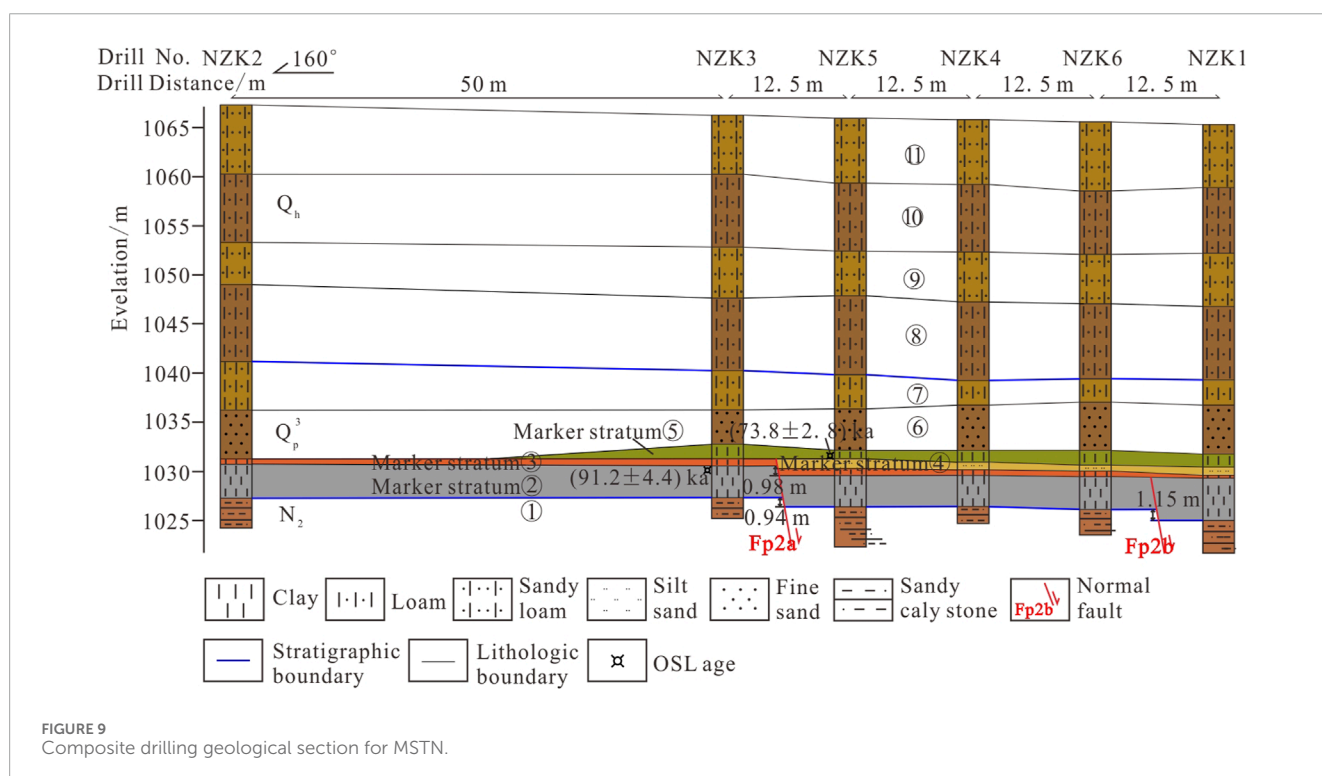 Drill No. NZK2 160° NZK3 NZK5 NZK4 NZK6 NZK1
Drill Distance/m 50 m 12.5 m 12.5 m 12.5 m 12.5 m
Evelation/m
1065
1060
1055
1050
1045
1040
1035
1030
1025
⑪
Q_h
⑩
⑨
⑧
⑦
Q_p^3
⑥
Marker stratum⑤
(73.8±2.8) ka
Marker stratum③
Marker stratum④
(91.2±4.4) ka
Marker stratum②
0.98 m
1.15 m
N_2
①
0.94 m
Fp2a
Fp2b
Clay
Loam
Sandy
loam
Silt
sand
Fine
sand
Sandy
caly stone
Fp2b
Normal
fault
Stratigraphic
boundary
Lithologic
boundary
OSL age
FIGURE 9
Composite drilling geological section for MSTN.